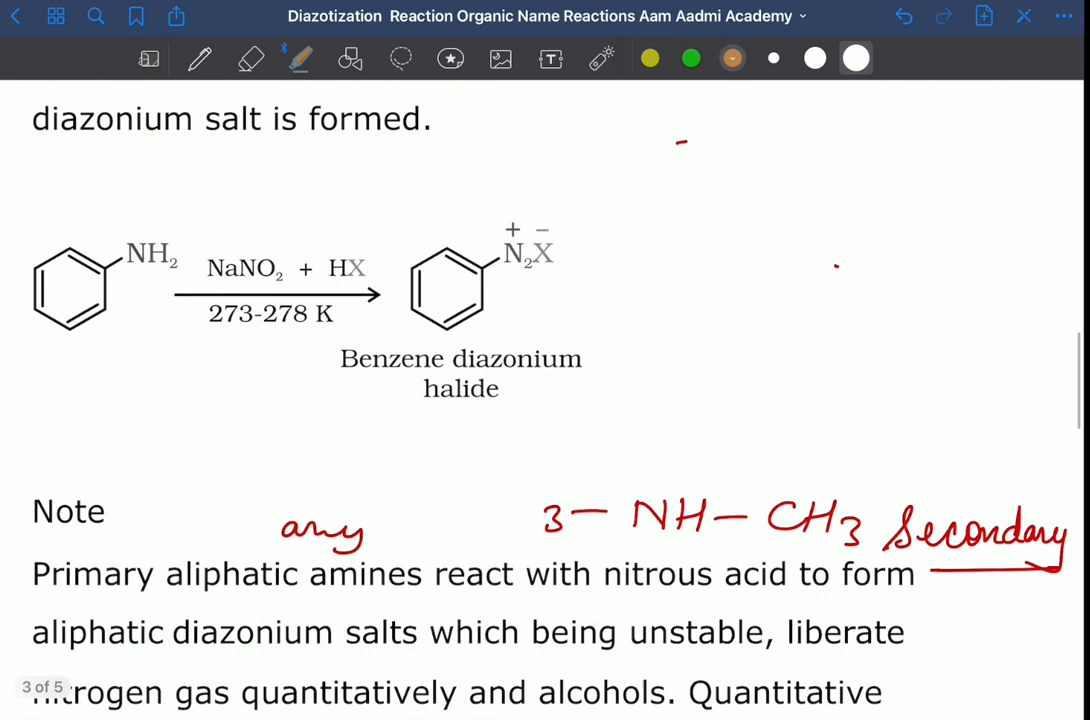 Diazotization Reaction Organic Name Reactions Aam Aadmi Academy
diazonium salt is formed.
NH₂
NaNO₂ + HX
273-278 K
+ −
N₂X
Benzene diazonium
halide
Note
any
3 − NH − CH3 Secondary
Primary aliphatic amines react with nitrous acid to form
aliphatic diazonium salts which being unstable, liberate
3 of 5
trogen gas quantitatively and alcohols. Quantitative